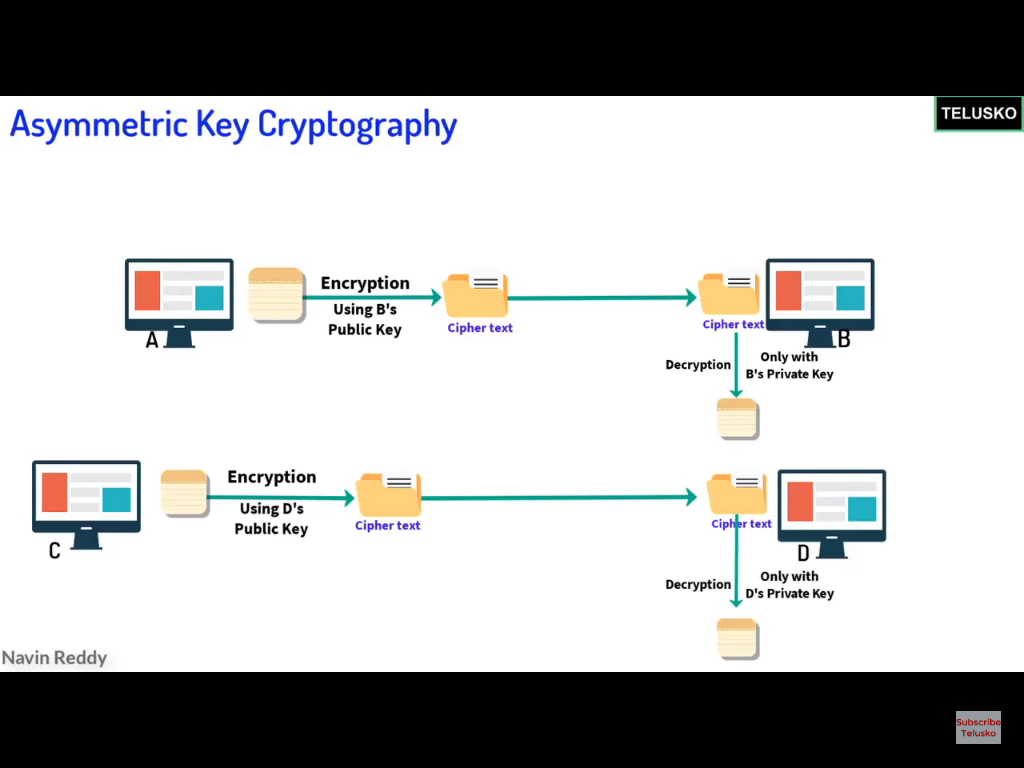 Asymmetric Key Cryptography
TELUSKO
Encryption
Using B's
Public Key
Cipher text
Cipher text
A
B
Decryption
Only with
B's Private Key
Encryption
Using D's
Public Key
Cipher text
Cipher text
C
D
Decryption
Only with
D's Private Key
Navin Reddy
Subscribe
Telusko